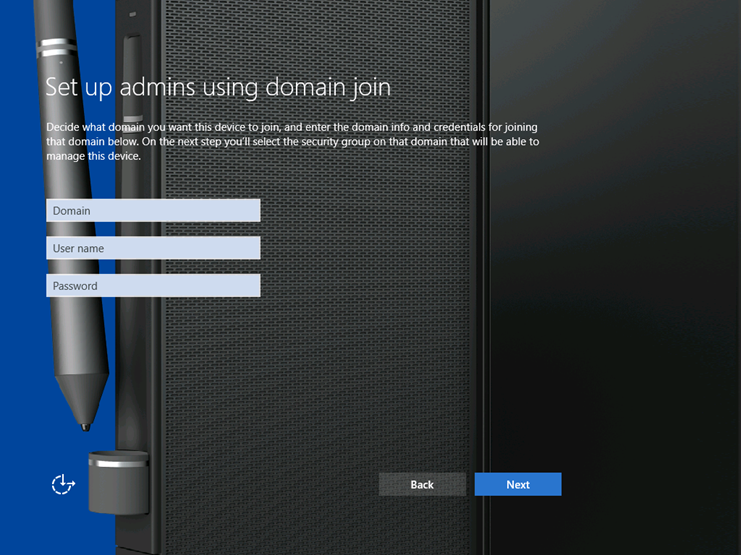 Set up admins using domain join
Decide what domain you want this device to join, and enter the domain info and credentials for joining
that domain below. On the next step you'll select the security group on that domain that will be able to
manage this device.
Domain
User name
Password
Back
Next